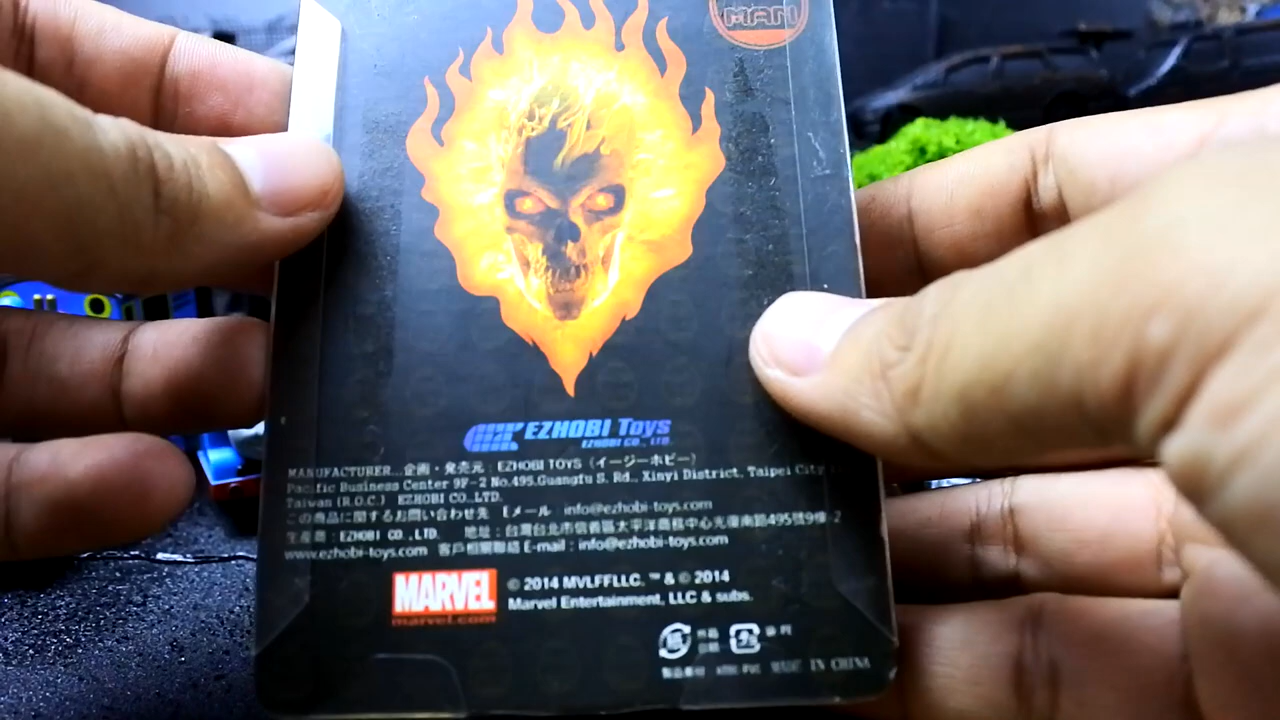 MAN
EZHOBI Toys
EZHOBI CO., LTD
MANUFACTURER...企画・発売元 : EZHOBI TOYS (イージーホビー)
Pacific Business Center 9F-2 No.495,Guangfu S. Rd., Xinyi District, Taipei City
Taiwan (R.O.C.) EZHOBI CO.,LTD.
この商品に関するお問い合わせ先 Eメール info@ezhobi-toys.com
生産商 : EZHOBI CO .,LTD. 地址 : 台灣台北市信義區太平洋商務中心光復南路495號9樓-2
www.ezhobi-toys.com 客戶相關聯絡 E-mail : info@ezhobi-toys.com
MARVEL
marvel.com
© 2014 MVLFFLLC. ™ & © 2014
Marvel Entertainment, LLC & subs.
MADE IN CHINA